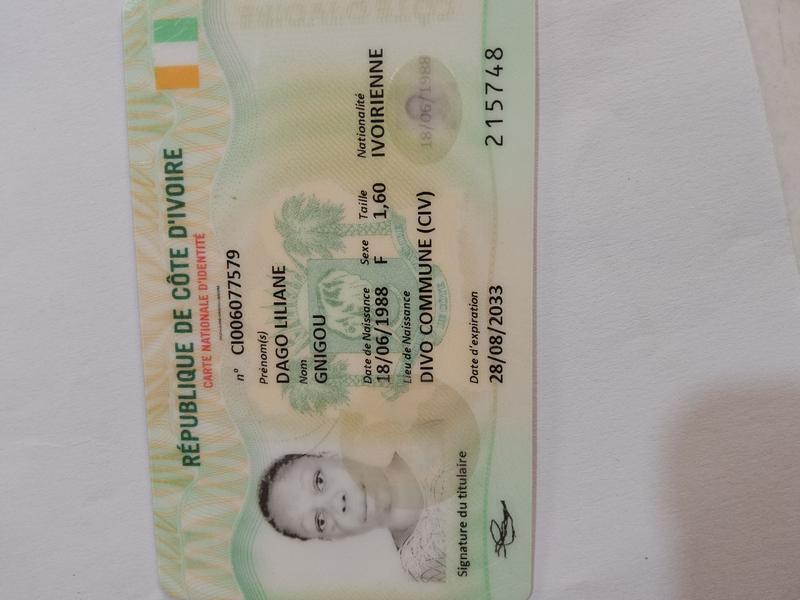 RÉPUBLIQUE DE CÔTE D'IVOIRE
CARTE NATIONALE D'IDENTITÉ
n° CI006077579
Prénom(s)
DAGO LILIANE
Nom
GNIGOU
Date de Naissance Sexe Taille Nationalité
18/06/1988 F 1,60 IVOIRIENNE
Lieu de Naissance
DIVO COMMUNE (CIV)
18/06/1988
Date d'expiration
28/08/2033
215748
Signature du titulaire